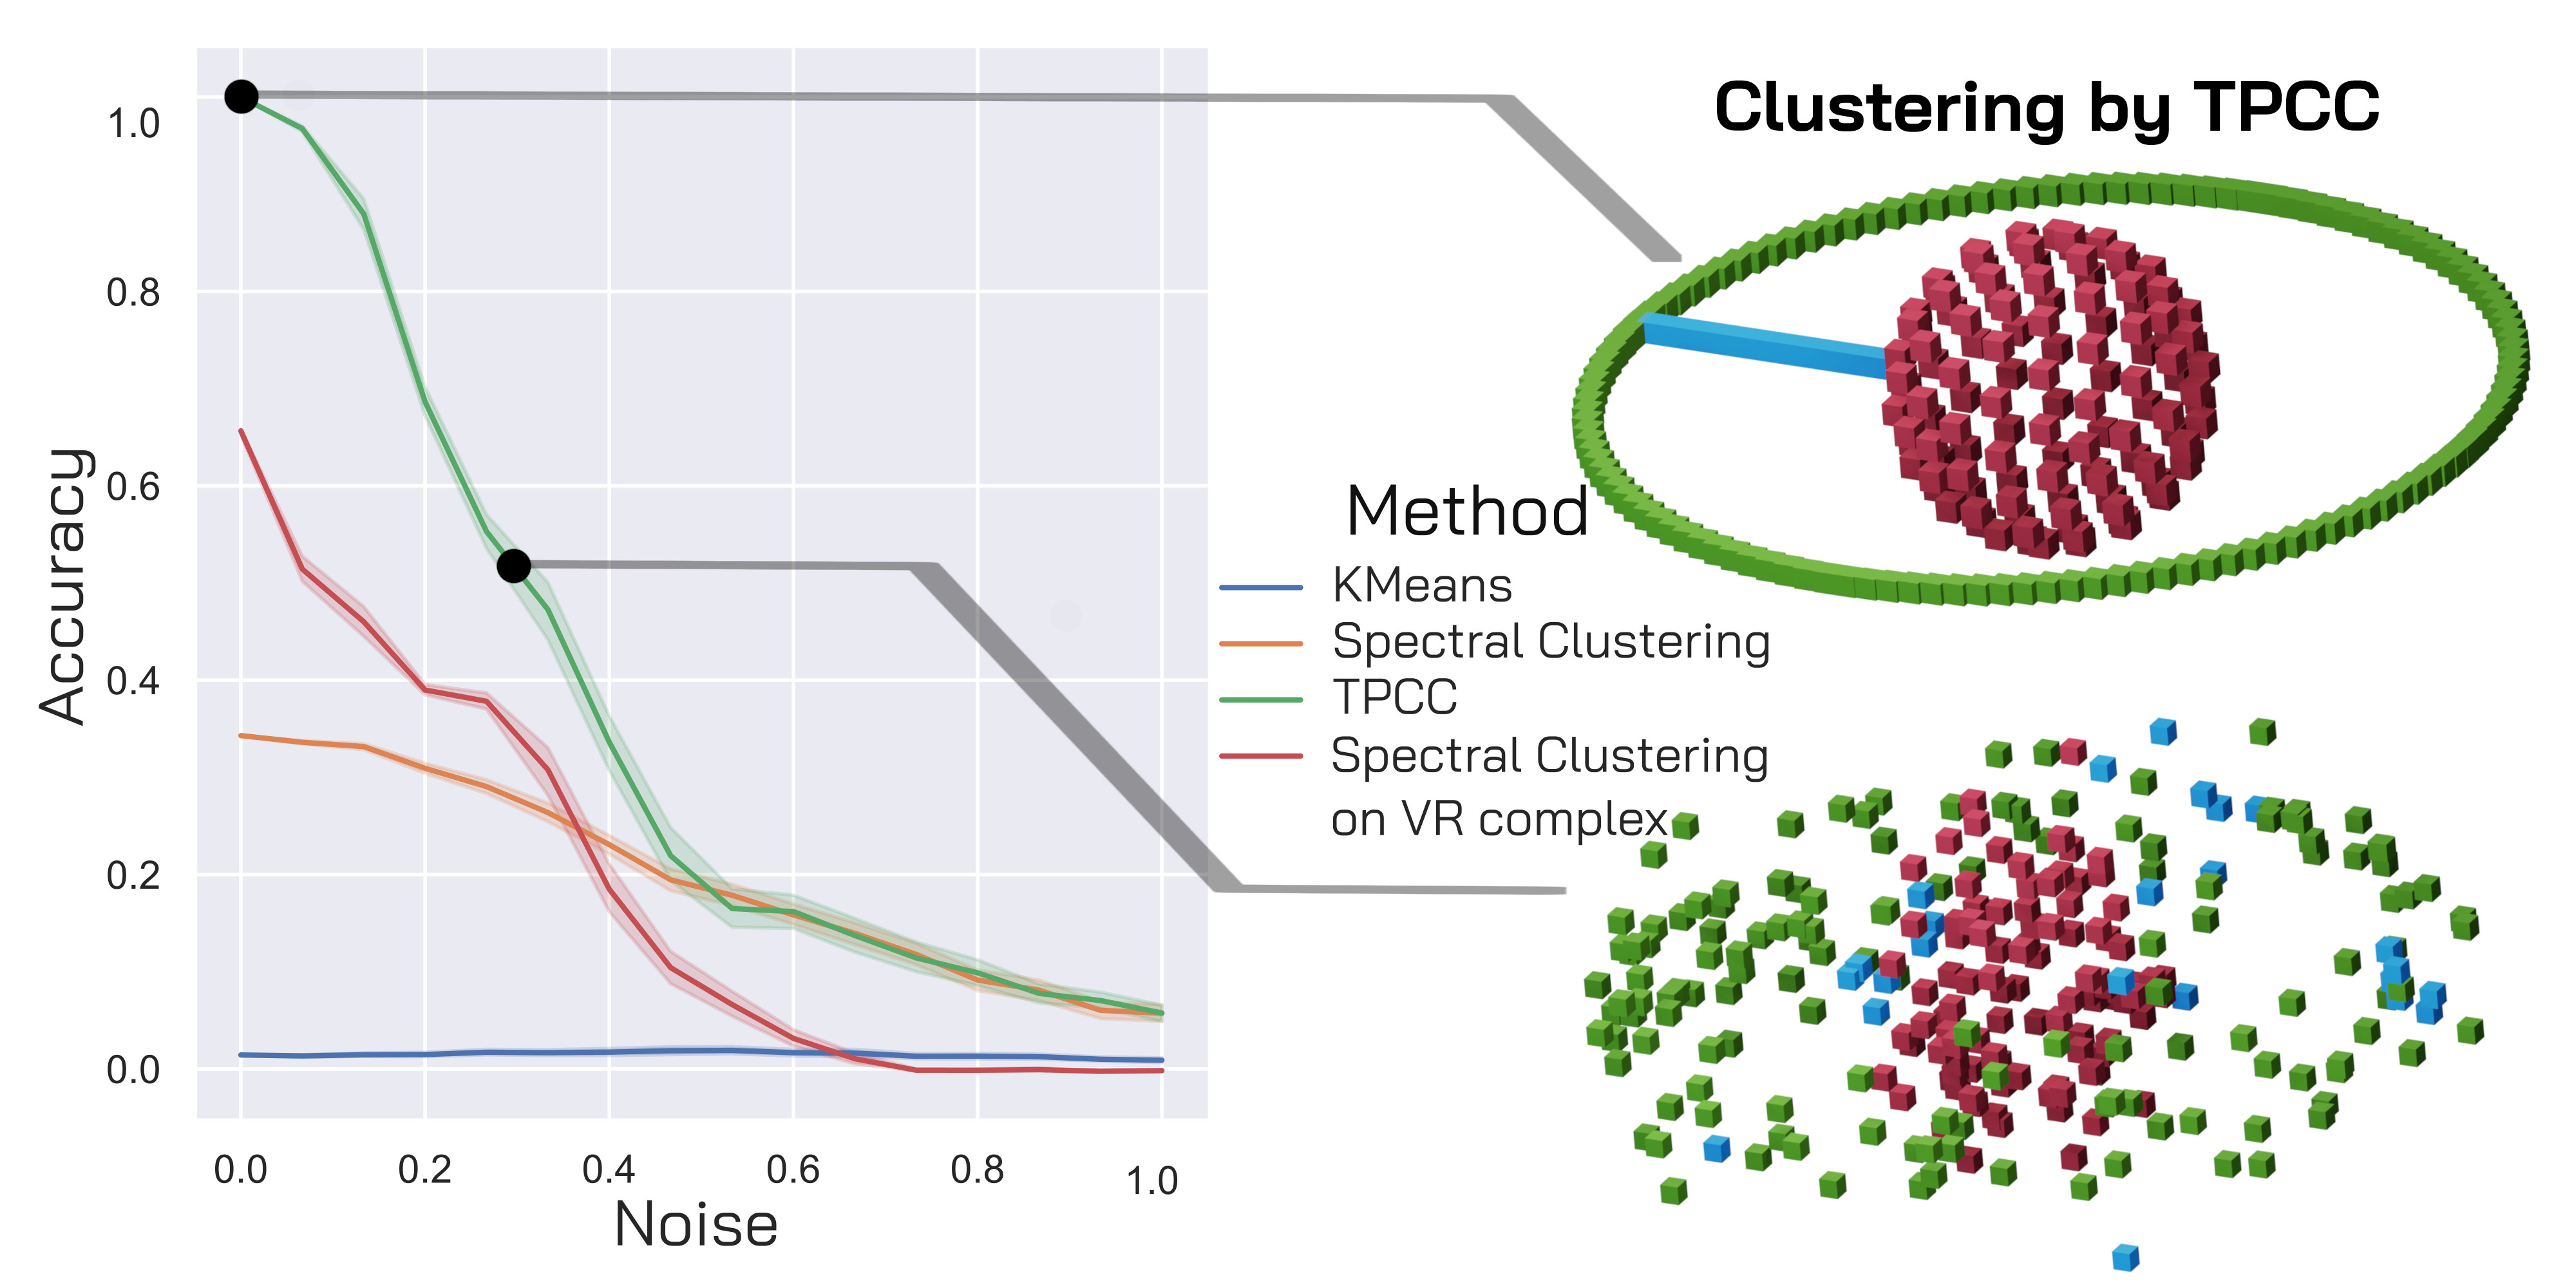 Clustering by TPCC
Accuracy
1.0
0.8
0.6
0.4
0.2
0.0
0.0 0.2 0.4 0.6 0.8 1.0
Noise
Method
KMeans
Spectral Clustering
TPCC
Spectral Clustering
on VR complex